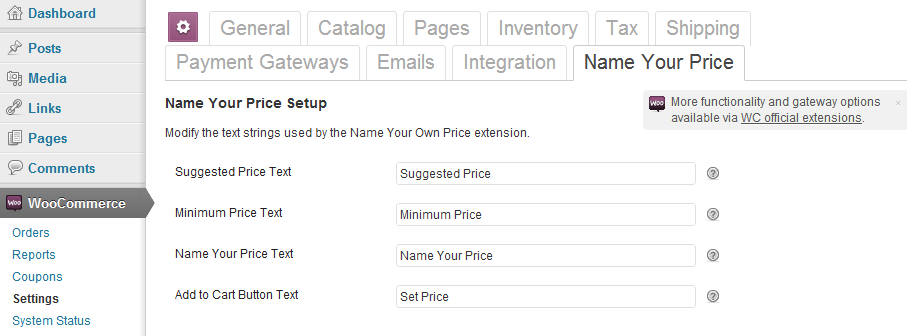 Dashboard
Posts
Media
Links
Pages
Comments
WOO WooCommerce
Orders
Reports
Coupons
Settings
System Status
General Catalog Pages Inventory Tax Shipping
Payment Gateways Emails Integration Name Your Price
Name Your Price Setup
Modify the text strings used by the Name Your Own Price extension.
WOO More functionality and gateway options ×
available via WC official extensions.
Suggested Price Text Suggested Price ?
Minimum Price Text Minimum Price ?
Name Your Price Text Name Your Price ?
Add to Cart Button Text Set Price ?